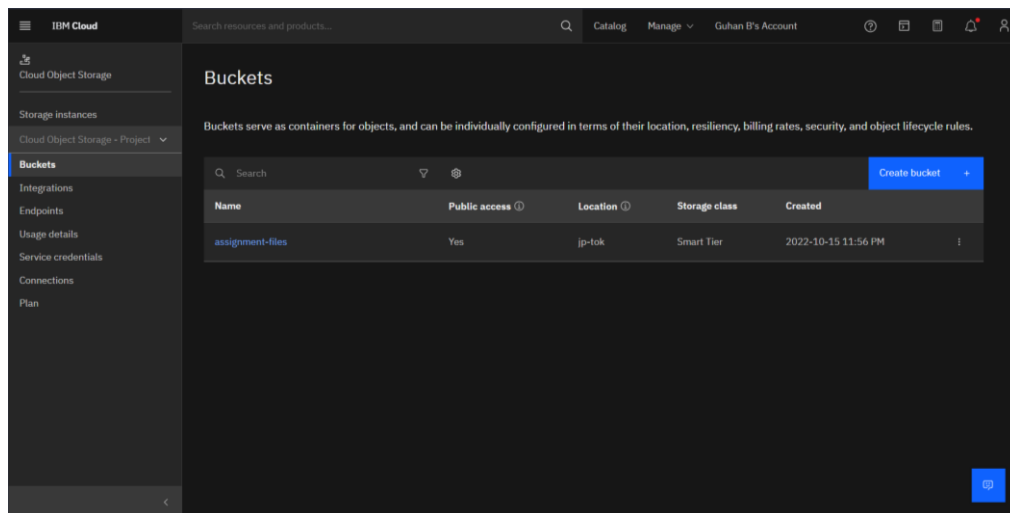 IBM Cloud
Search resources and products...
Catalog
Manage
Guhan B's Account
Cloud Object Storage
Storage instances
Cloud Object Storage - Project
Buckets
Integrations
Endpoints
Usage details
Service credentials
Connections
Plan
Buckets
Buckets serve as containers for objects, and can be individually configured in terms of their location, resiliency, billing rates, security, and object lifecycle rules.
Search
Create bucket +
Name Public access Location Storage class Created
assignment-files Yes jp-tok Smart Tier 2022-10-15 11:56 PM